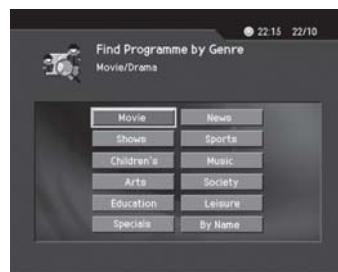 22:15 22/10
Find Programme by Genre
Movie/Drama
Movie News
Shows Sports
Children's Music
Arts Society
Education Leisure
Specials By Name